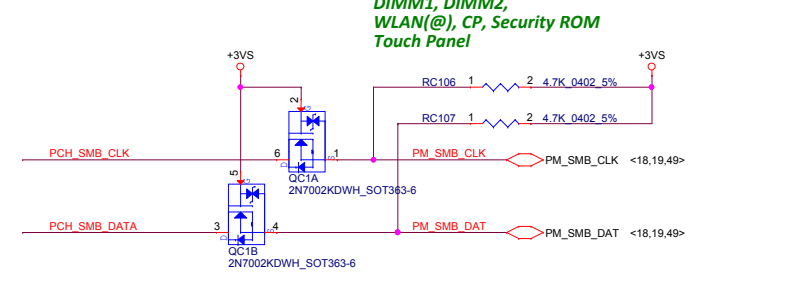 DIMM1, DIMM2,
WLAN(@), CP, Security ROM
Touch Panel
+3VS
+3VS
RC106 1 2 4.7K_0402_5%
2
G
RC107 1 2 4.7K_0402_5%
PCH_SMB_CLK 6 1 PM_SMB_CLK PM_SMB_CLK <18,19,49>
D S
5 QC1A
G 2N7002KDWH_SOT363-6
PCH_SMB_DATA 3 4 PM_SMB_DAT PM_SMB_DAT <18,19,49>
D S
QC1B
2N7002KDWH_SOT363-6